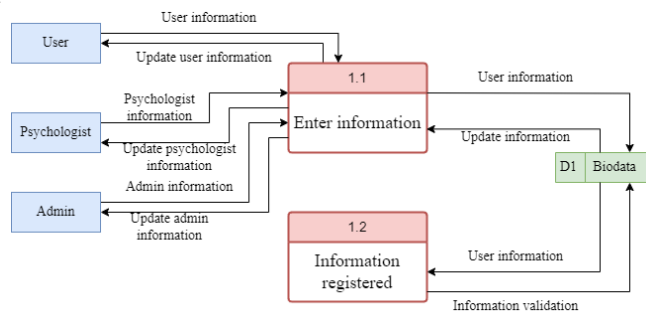 User information
User
Update user information
1.1
User information
Psychologist
information
Enter information
Psychologist
Update information
Update psychologist
information
D1
Biodata
Admin information
Admin
Update admin
information
1.2
Information
registered
User information
Information validation